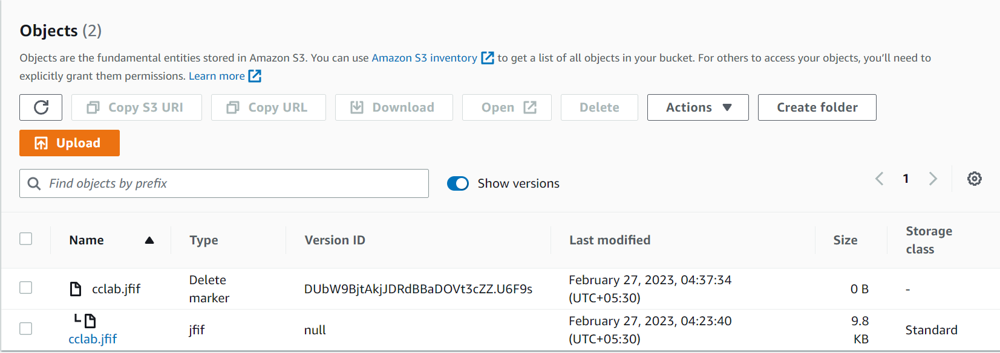 Objects (2)
Objects are the fundamental entities stored in Amazon S3. You can use Amazon S3 inventory to get a list of all objects in your bucket. For others to access your objects, you’ll need to
explicitly grant them permissions. Learn more
Copy S3 URI Copy URL Download Open Delete Actions Create folder
Upload
Find objects by prefix Show versions 1
Name Type Version ID Last modified Size Storage class
cclab.jfif Delete marker DUbW9BjtAkjJDRdBBaDOVt3cZZ.U6F9s February 27, 2023, 04:37:34 (UTC+05:30) 0 B -
cclab.jfif jfif null February 27, 2023, 04:23:40 (UTC+05:30) 9.8 KB Standard